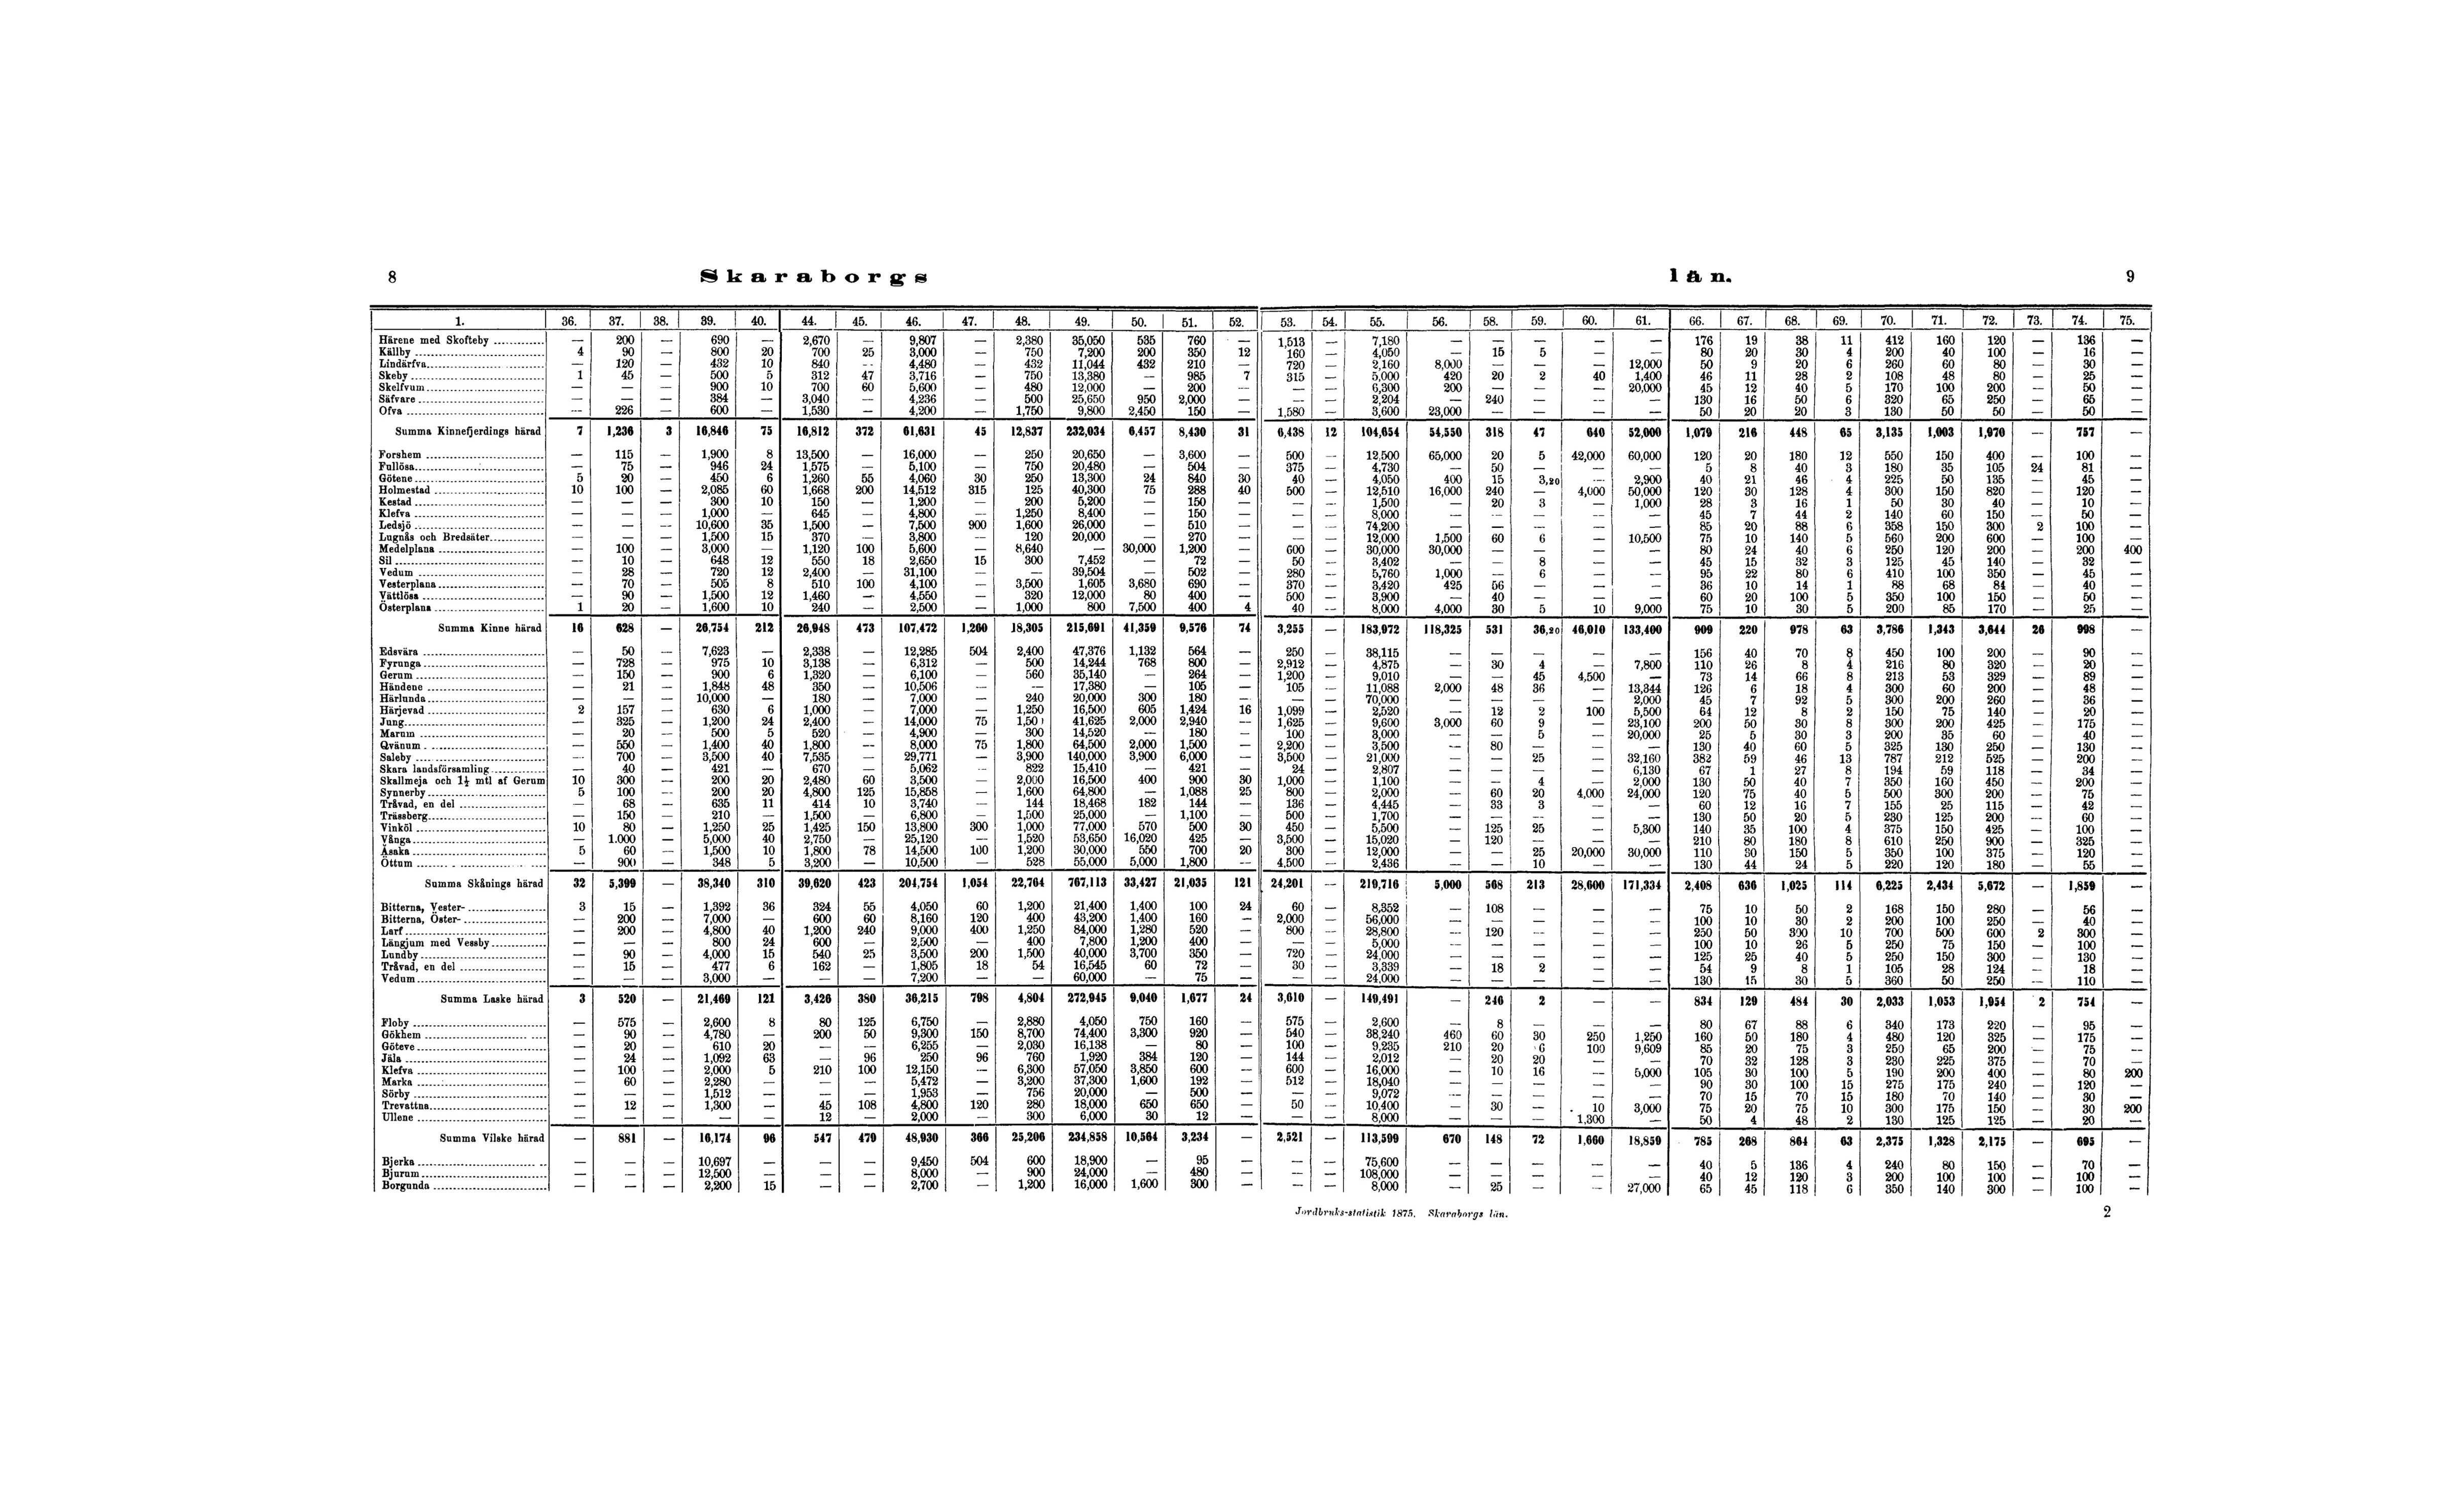 8 Skaraborgs län. 9
1. 36. 37. 38. 39. 40. 44. 45. 46. 47. 48. 49. 50. 51. 52. 53. 54. 55. 56. 58. 59. 60. 61. 66. 67. 68. 69. 70. 71. 72. 73. 74. 75.
Härene med Skofteby — 200 — 690 — 2,670 — 9,807 — 2,380 35,050 535 760 — 1,513 — 7,180 — — — — — 176 19 38 11 412 160 120 — 136 —
Källby 4 90 — 800 20 700 25 3,000 — 750 7,200 200 350 12 160 — 4,050 — 15 5 — — 80 20 30 4 200 40 100 — 16 —
Lindärfva — 120 — 432 10 840 — 4,480 — 432 11,044 432 210 — 720 — 2,160 8,000 — — — 12,000 50 9 20 6 260 60 80 — 30 —
Skeby 1 45 — 500 5 312 47 3,716 — 750 13,380 — 985 7 315 — 5,000 420 20 2 40 1,400 46 11 28 2 108 48 80 — 25 —
Skelfvum — — — 900 10 700 60 5,600 — 480 12,000 — 200 — — — 6,300 200 — — — 20,000 45 12 40 5 170 100 200 — 50 —
Säfvare — — — 384 — 3,040 — 4,236 — 500 25,650 950 2,000 — — — 2,204 — 240 — — — 130 16 50 6 320 65 250 — 65 —
Ofva — 226 — 600 — 1,530 — 4,200 — 1,750 9,800 2,450 150 — 1,580 — 3,600 23,000 — — — — 50 20 20 3 130 50 50 — 50 —
Summa Kinnefjerdings härad 7 1,236 3 16,846 75 16,812 372 61,631 45 12,837 232,034 6,457 8,430 31 6,438 12 104,654 54,550 318 47 640 52,000 1,079 216 448 65 3,135 1,003 1,970 — 757 —
Forshem — 115 — 1,900 8 13,500 — 16,000 — 250 20,650 — 3,600 — 500 — 12,500 65,000 20 5 42,000 60,000 120 20 180 12 550 150 400 — 100 —
Fullösa — 75 — 946 24 1,575 — 5,100 — 750 20,480 — 504 — 375 — 4,730 — 50 — — — 5 8 40 3 180 35 105 24 81 —
Götene 5 20 — 450 6 1,260 55 4,060 30 250 13,300 24 840 30 40 — 4,050 400 15 3,20 — 2,900 40 21 46 4 225 50 135 — 45 —
Holmestad 10 100 — 2,085 60 1,668 200 14,512 315 125 40,300 75 288 40 500 — 12,510 16,000 240 — 4,000 50,000 120 30 128 4 300 150 820 — 120 —
Kestad — — — 300 10 150 — 1,200 — 200 5,200 — 150 — — — 1,500 — 20 3 — 1,000 28 3 16 1 50 30 40 — 10 —
Klefva — — — 1,000 — 645 — 4,800 — 1,250 8,400 — 150 — — — 8,000 — — — — — 45 7 44 2 140 60 150 — 50 —
Ledsjö — — — 10,600 35 1,500 — 7,500 900 1,600 26,000 — 510 — — — 74,200 — — — — — 85 20 88 6 358 150 300 2 100 —
Lugnås och Bredsäter — — — 1,500 15 370 — 3,800 — 120 20,000 — 270 — — — 12,000 1,500 60 6 — 10,500 75 10 140 5 560 200 600 — 100 —
Medelplana — 100 — 3,000 — 1,120 100 5,600 — 8,640 — 30,000 1,200 — 600 — 30,000 30,000 — — — — 80 24 40 6 250 120 200 — 200 400
Sil — 10 — 648 12 550 18 2,650 15 300 7,452 — 72 — 50 — 3,402 — — 8 — — 45 15 32 3 125 45 140 — 32 —
Vedum — 28 — 720 12 2,400 — 31,100 — — 39,504 — 502 — 280 — 5,760 1,000 — 6 — — 95 22 80 6 410 100 350 — 45 —
Vesterplana — 70 — 505 8 510 100 4,100 — 3,500 1,605 3,680 690 — 370 — 3,420 425 56 — — — 36 10 14 1 88 68 84 — 40 —
Vättlösa — 90 — 1,500 12 1,460 — 4,550 — 320 12,000 80 400 — 500 — 3,900 — 40 — — — 60 20 100 5 350 100 150 — 50 —
Österplana 1 20 — 1,600 10 240 — 2,500 — 1,000 800 7,500 400 4 40 — 8,000 4,000 30 5 10 9,000 75 10 30 5 200 85 170 — 25 —
Summa Kinne härad 16 628 — 26,754 212 26,948 473 107,472 1,260 18,305 215,691 41,359 9,576 74 3,255 — 183,972 118,325 531 36,20 46,010 133,400 909 220 978 63 3,786 1,343 3,644 26 998 —
Edsvära — 50 — 7,623 — 2,338 — 12,285 504 2,400 47,376 1,132 564 — 250 — 38,115 — — — — — 156 40 70 8 450 100 200 — 90 —
Fyrunga — 728 — 975 10 3,138 — 6,312 — 500 14,244 768 800 — 2,912 — 4,875 — 30 4 — 7,800 110 26 8 4 216 80 320 — 20 —
Gerum — 150 — 900 6 1,320 — 6,100 — 560 35,140 — 264 — 1,200 — 9,010 — — 45 4,500 — 73 14 66 8 213 53 329 — 89 —
Händene — 21 — 1,848 48 350 — 10,506 — — 17,380 — 105 — 105 — 11,088 2,000 48 36 — 13,344 126 6 18 4 300 60 200 — 48 —
Härlunda — — — 10,000 — 180 — 7,000 — 240 20,000 300 180 — — — 70,000 — — — — 2,000 45 7 92 5 300 200 260 — 36 —
Härjevad 2 157 — 630 6 1,000 — 7,000 — 1,250 16,500 605 1,424 16 1,099 — 2,520 — 12 2 100 5,500 64 12 8 2 150 75 140 — 20 —
Jung — 325 — 1,200 24 2,400 — 14,000 75 1,50 41,625 2,000 2,940 — 1,625 — 9,600 3,000 60 9 — 23,100 200 50 30 8 300 200 425 — 175 —
Marum — 20 — 500 5 520 — 4,900 — 300 14,520 — 180 — 100 — 3,000 — — 5 — 20,000 25 5 30 3 200 35 60 — 40 —
Qvänum — 550 — 1,400 40 1,800 — 8,000 75 1,800 64,500 2,000 1,500 — 2,200 — 3,500 — 80 — — — 130 40 60 5 325 130 250 — 130 —
Saleby — 700 — 3,500 40 7,535 — 29,771 — 3,900 140,000 3,900 6,000 — 3,500 — 21,000 — — 25 — 32,160 382 59 46 13 787 212 525 — 200 —
Skara landsförsamling — 40 — 421 — 670 — 5,062 — 822 15,410 — 421 — 24 — 2,807 — — — — 6,130 67 1 27 8 194 59 118 — 34 —
Skallmeja och 1½ mtl af Gerum 10 300 — 200 20 2,480 60 3,500 — 2,000 16,500 400 900 30 1,000 — 1,100 — — 4 — 2,000 130 50 40 7 350 160 450 — 200 —
Synnerby 5 100 — 200 20 4,800 125 15,858 — 1,600 64,800 — 1,088 25 800 — 2,000 — 60 20 4,000 24,000 120 75 40 5 500 300 200 — 75 —
Tråvad, en del — 68 — 635 11 414 10 3,740 — 144 18,468 182 144 — 136 — 4,445 — 33 3 — — 60 12 16 7 155 25 115 — 42 —
Trässberg — 150 — 210 — 1,500 — 6,800 — 1,500 25,000 — 1,100 — 500 — 1,700 — — — — — 130 50 20 5 230 125 200 — 60 —
Vinköl 10 80 — 1,250 25 1,425 150 13,800 300 1,000 77,000 570 500 30 450 — 5,500 — 125 25 — 5,300 140 35 100 4 375 150 425 — 100 —
Vånga — 1.000 — 5,000 40 2,750 — 25,120 — 1,520 53,650 16,020 425 — 3,500 — 15,020 — 120 — — — 210 80 180 8 610 250 900 — 325 —
Åsaka 5 60 — 1,500 10 1,800 78 14,500 100 1,200 30,000 550 700 20 300 — 12,000 — — 25 20,000 30,000 110 30 150 5 350 100 375 — 120 —
Öttum — 900 — 348 5 3,200 — 10,500 — 528 55,000 5,000 1,800 — 4,500 — 2,436 — — 10 — — 130 44 24 5 220 120 180 — 55 —
Summa Skånings härad 32 5,399 — 38,340 310 39,620 423 204,754 1,054 22,764 767,113 33,427 21,035 121 24,201 — 219,716 5,000 568 213 28,600 171,334 2,408 636 1,025 114 6,225 2,434 5,672 — 1,859 —
Bitterna, Vester- 3 15 — 1,392 36 324 55 4,050 60 1,200 21,400 1,400 100 24 60 — 8,352 — 108 — — — 75 10 50 2 168 150 280 — 56 —
Bitterna, Öster- — 200 — 7,000 — 600 60 8,160 120 400 43,200 1,400 160 — 2,000 — 56,000 — — — — — 100 10 30 2 200 100 250 — 40 —
Larf — 200 — 4,800 40 1,200 240 9,000 400 1,250 84,000 1,280 520 — 800 — 28,800 — 120 — — — 250 50 300 10 700 500 600 2 300 —
Längjum med Vessby — — — 800 24 600 — 2,500 — 400 7,800 1,200 400 — — — 5,000 — — — — — 100 10 26 5 250 75 150 — 100 —
Lundby — 90 — 4,000 15 540 25 3,500 200 1,500 40,000 3,700 350 — 720 — 24,000 — — — — — 125 25 40 5 250 150 300 — 130 —
Tråvad, en del — 15 — 477 6 162 — 1,805 18 54 16,545 60 72 — 30 — 3,339 — 18 2 — — 54 9 8 1 105 28 124 — 18 —
Vedum — — — 3,000 — — — 7,200 — — 60,000 — 75 — — — 24,000 — — — — — 130 15 30 5 360 50 250 — 110 —
Summa Laske härad 3 520 — 21,469 121 3,426 380 36,215 798 4,804 272,945 9,040 1,677 24 3,610 — 149,491 — 246 2 — — 834 129 484 30 2,033 1,053 1,954 2 754 —
Floby — 575 — 2,600 8 80 125 6,750 — 2,880 4,050 750 160 — 575 — 2,600 — 8 — — — 80 67 88 6 340 173 220 — 95 —
Gökhem — 90 — 4,780 — 200 50 9,300 150 8,700 74,400 3,300 920 — 540 — 38,240 460 60 30 250 1,250 160 50 180 4 480 120 325 — 175 —
Göteve — 20 — 610 20 — — 6,255 — 2,030 16,138 — 80 — 100 — 9,235 210 20 6 100 9,609 85 20 75 3 250 65 200 — 75 —
Jäla — 24 — 1,092 63 — 96 250 96 760 1,920 384 120 — 144 — 2,012 — 20 20 — — 70 32 128 3 230 225 375 — 70 —
Klefva — 100 — 2,000 5 210 100 12,150 — 6,300 57,050 3,850 600 — 600 — 16,000 — 10 16 — 5,000 105 30 100 5 190 200 400 — 80 200
Marka — 60 — 2,280 — — — 5,472 — 3,200 37,300 1,600 192 — 512 — 18,040 — — — — — 90 30 100 15 275 175 240 — 120 —
Sörby — — — 1,512 — — — 1,953 — 756 20,000 — 500 — — — 9,072 — — — — — 70 15 70 15 180 70 140 — 30 —
Trevattna — 12 — 1,300 — 45 108 4,800 120 280 18,000 650 650 — 50 — 10,400 — 30 — 10 3,000 75 20 75 10 300 175 150 — 30 200
Ullene — — — — — 12 — 2,000 — 300 6,000 30 12 — — — 8,000 — — — 1,300 — 50 4 48 2 130 125 125 — 20 —
Summa Vilske härad — 881 — 16,174 96 547 479 48,930 366 25,206 234,858 10,564 3,234 — 2,521 — 113,599 670 148 72 1,660 18,859 785 268 864 63 2,375 1,328 2,175 — 695 —
Bjerka — — — 10,697 — — — 9,450 504 600 18,900 — 95 — — — 75,600 — — — — — 40 5 136 4 240 80 150 — 70 —
Bjurum — — — 12,500 — — — 8,000 — 900 24,000 — 480 — — — 108,000 — — — — — 40 12 120 3 200 100 100 — 100 —
Borgunda — — — 2,200 15 — — 2,700 — 1,200 16,000 1,600 300 — — — 8,000 — 25 — — 27,000 65 45 118 6 350 140 300 — 100 —
Jordbruks-statistik 1875. Skaraborgs län. 2